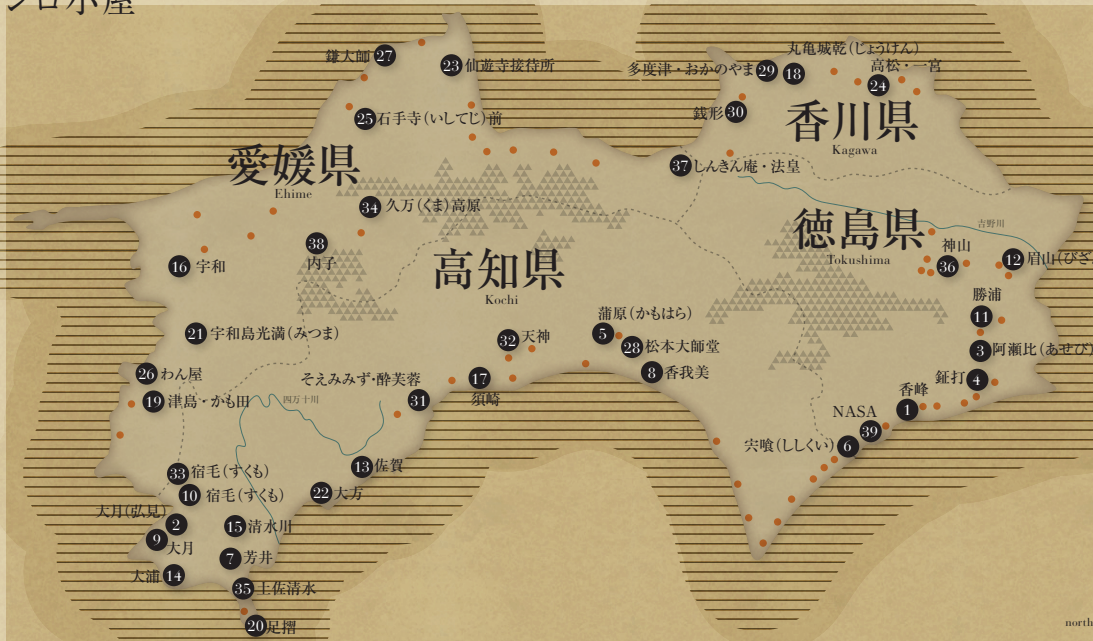 ンロ小屋
鎌大師 27
23 仙遊寺接待所
25 石手寺(いしてじ)前
愛媛県
Ehime
34 久万(くま)高原
38
内子
16 宇和
21 宇和島光満(みつま)
26 わん屋
19 津島・かも田
丸亀城乾(じょうけん)
多度津・おかのやま 29 18
高松・一宮
24
銭形 30
香川県
Kagawa
37 しんきん庵・法皇
徳島県
Tokushima
吉野川
神山
36
12 眉山(びざ
勝浦
11
3 阿瀬比(あせび)
鉦打 4
香峰
1
NASA
39
宍喰(ししくい) 6
高知県
Kochi
蒲原(かもはら)
5
28 松本大師堂
8 香我美
32 天神
17
須崎
そえみみず・酔芙蓉
31
四万十川
13 佐賀
22 大方
33 宿毛(すくも)
10 宿毛(すくも)
大月(弘見)
2
9
大月
15 清水川
7 芳井
大浦 14
35 土佐清水
20 足摺
north